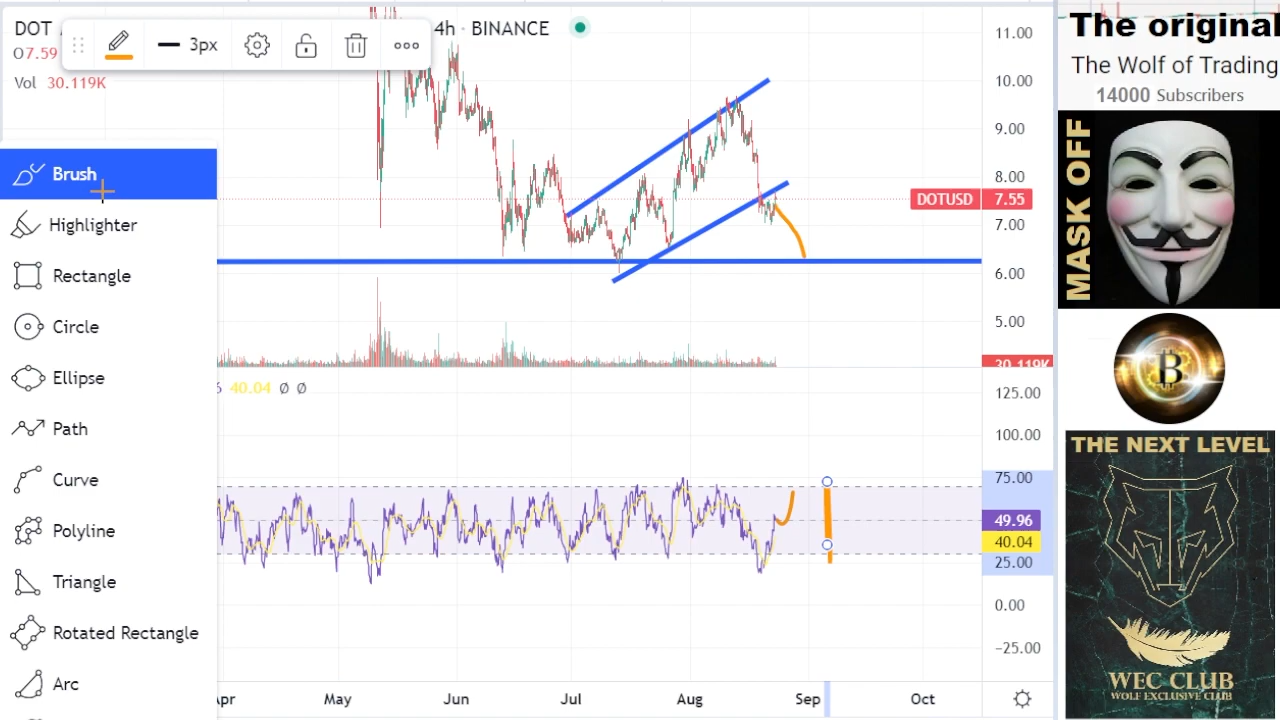 DOT
3px
4h · BINANCE
O7.59
Vol 30.119K
Brush
Highlighter
Rectangle
Circle
Ellipse
Path
Curve
Polyline
Triangle
Rotated Rectangle
Arc
11.00
10.00
9.00
8.00
DOTUSD 7.55
7.00
6.00
5.00
30.119K
40.04 Ø Ø
125.00
100.00
75.00
49.96
40.04
25.00
0.00
−25.00
May
Jun
Jul
Aug
Sep
Oct
The original
The Wolf of Trading
14000 Subscribers
MASK OFF
B
THE NEXT LEVEL
WEC CLUB
WOLF EXCLUSIVE CLUB